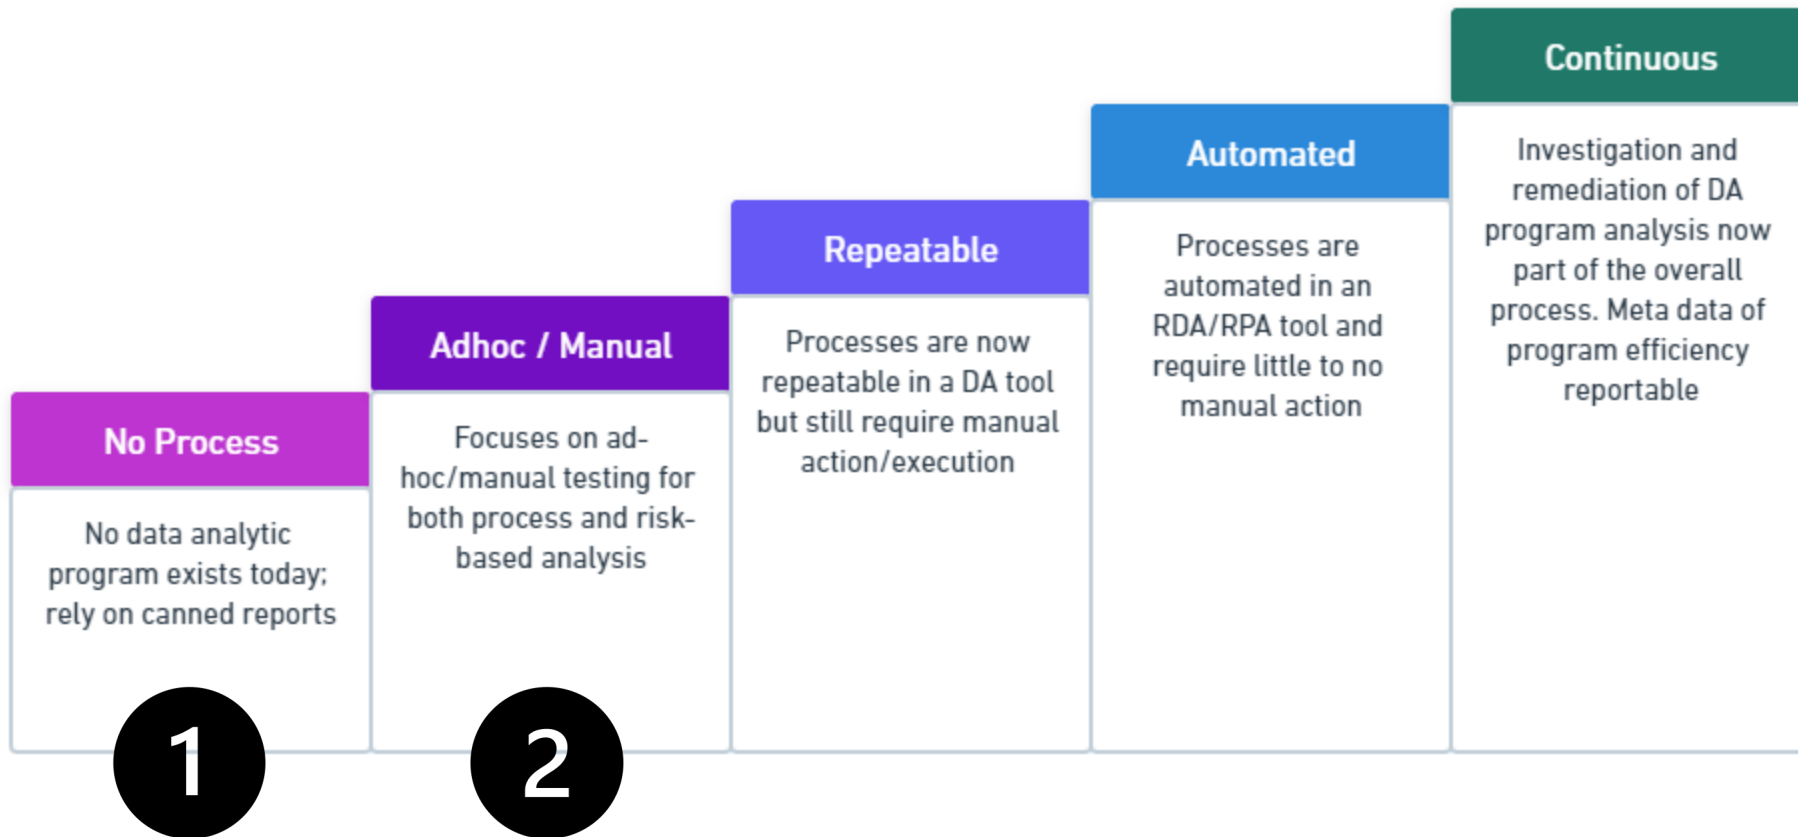 No Process
No data analytic
program exists today;
rely on canned reports
1
Adhoc / Manual
Focuses on ad-
hoc/manual testing for
both process and risk-
based analysis
2
Repeatable
Processes are now
repeatable in a DA tool
but still require manual
action/execution
Automated
Processes are
automated in an
RDA/RPA tool and
require little to no
manual action
Continuous
Investigation and
remediation of DA
program analysis now
part of the overall
process. Meta data of
program efficiency
reportable